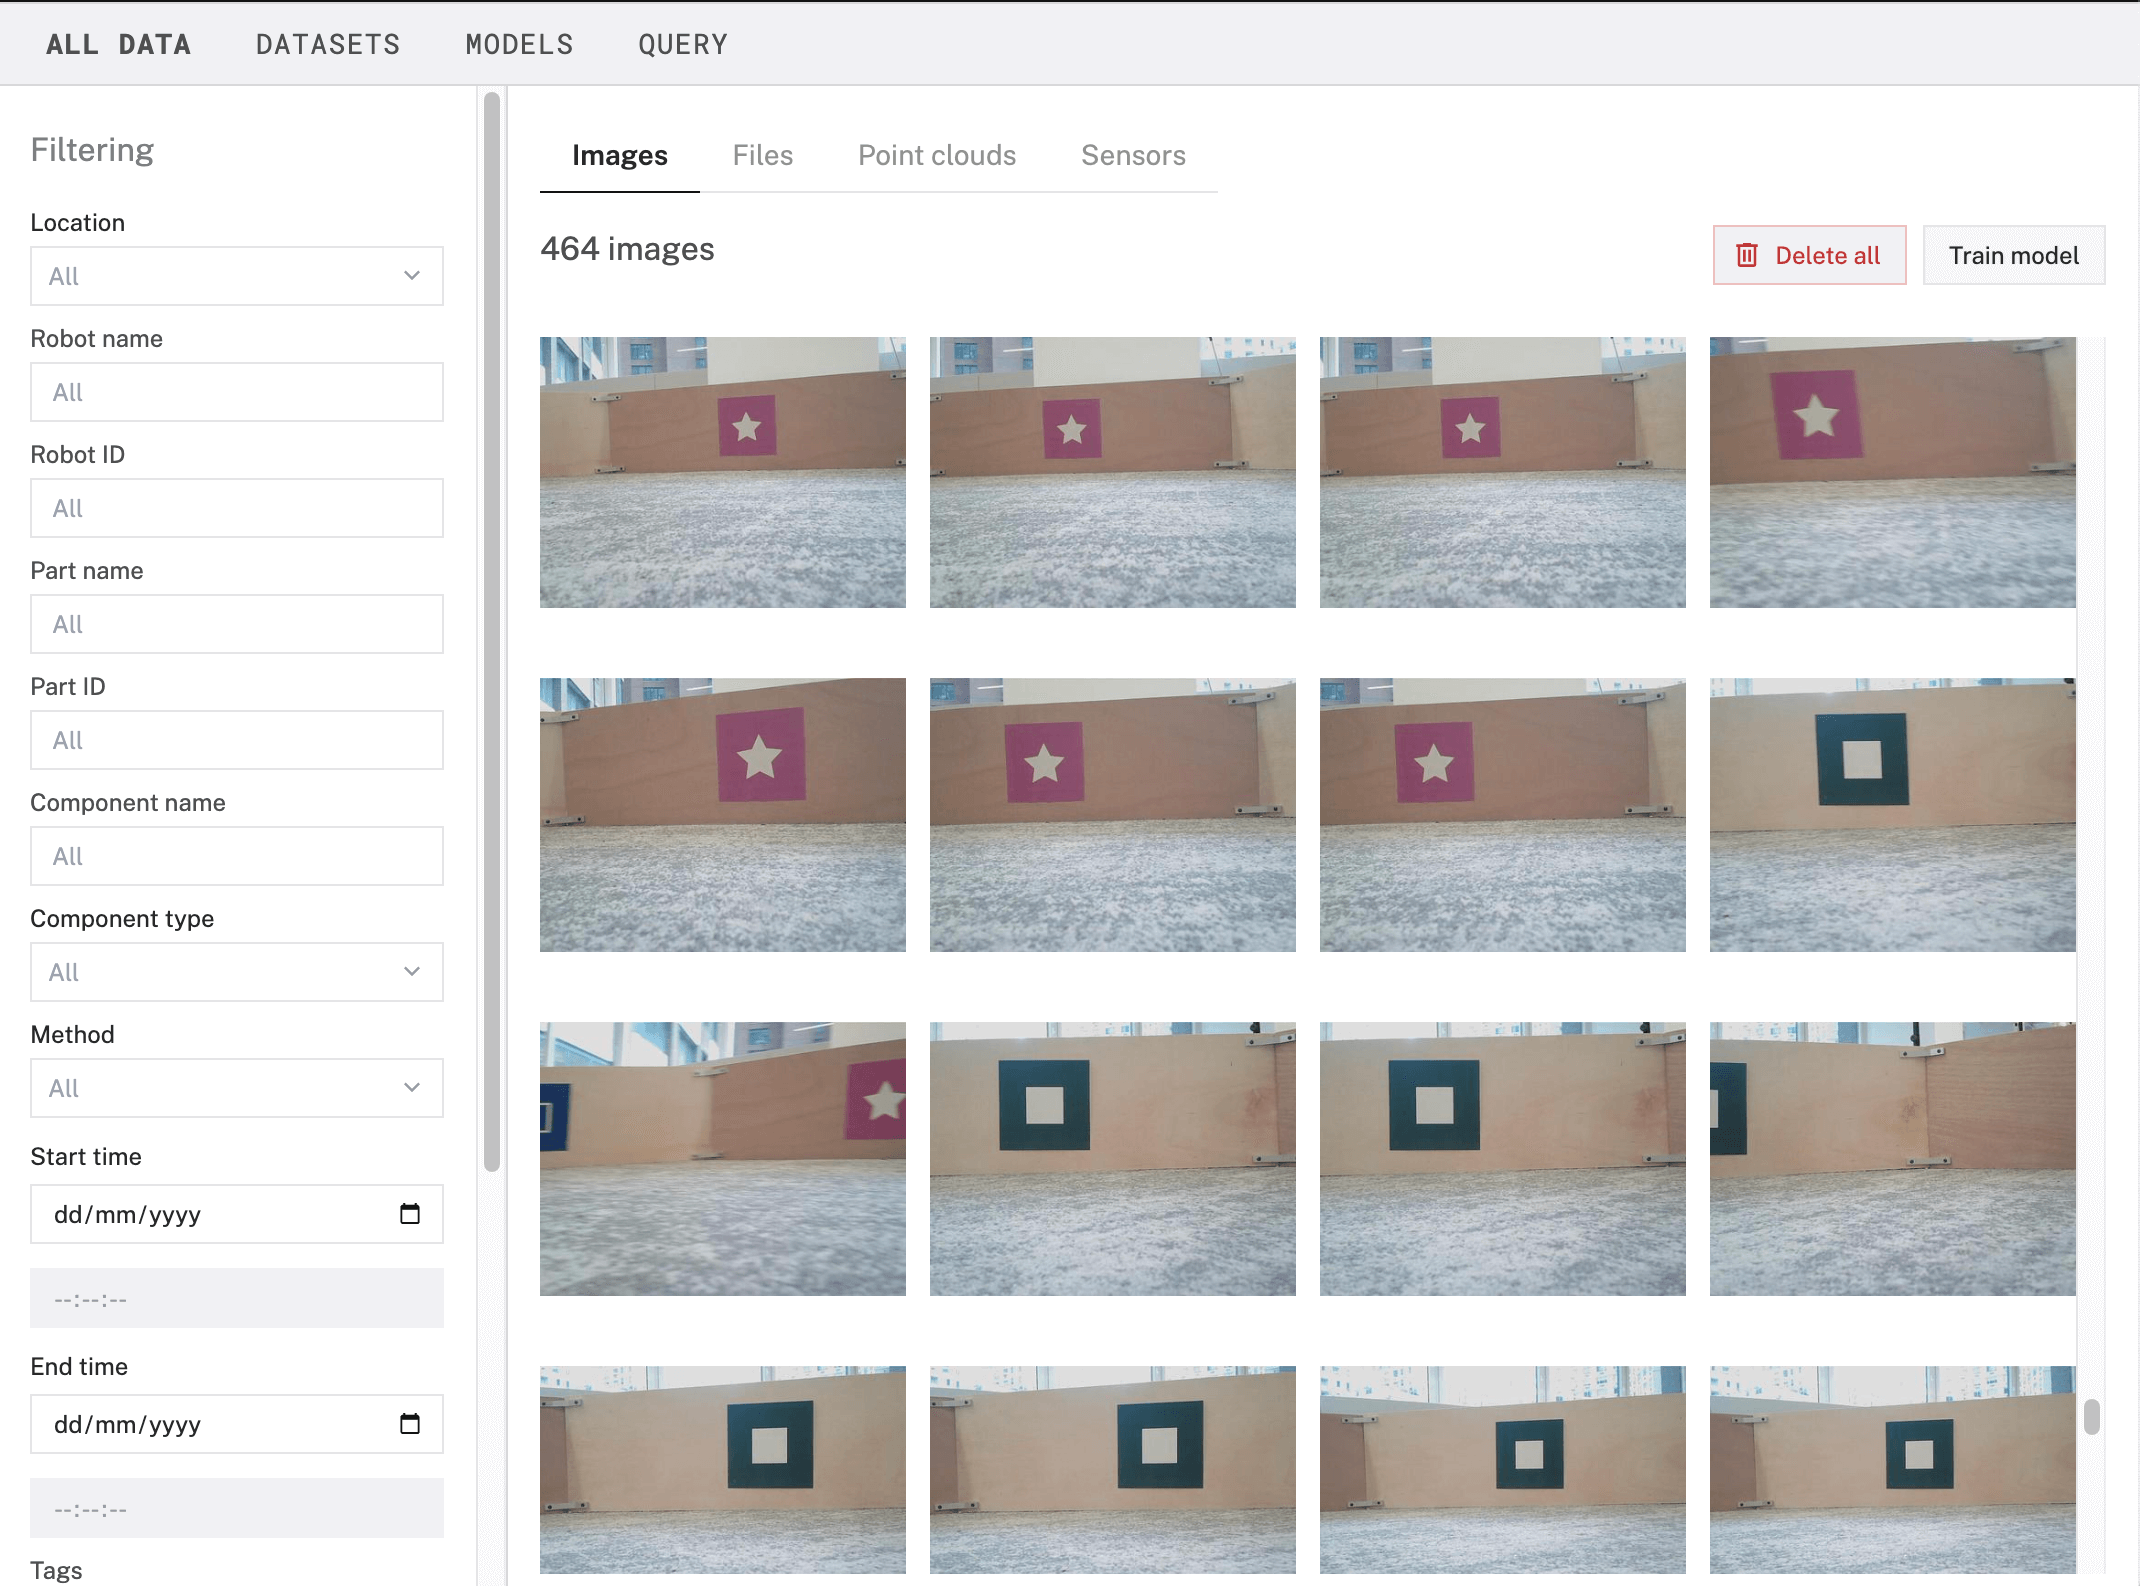 ALL DATA DATASETS MODELS QUERY
Filtering
Location
All
Robot name
All
Robot ID
All
Part name
All
Part ID
All
Component name
All
Component type
All
Method
All
Start time
dd/mm/yyyy
--:--:--
End time
dd/mm/yyyy
--:--:--
Tags
Images Files Point clouds Sensors
464 images
Delete all
Train model